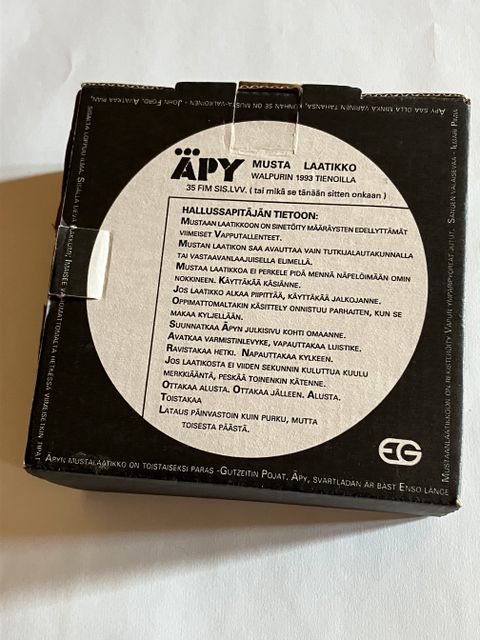 ÄPY MUSTA LAATIKKO
WALPURIN 1993 TIENOILLA
35 FIM SIS.LVV. ( tai mikä se tänään sitten onkaan )
HALLUSSAPITÄJÄN TIETOON:
MUSTAAN LAATIKKOON ON SINETÖITY MÄÄRÄYSTEN EDELLYTTÄMÄT
VIIMEISET VAPPUTALLENTEET.
MUSTAN LAATIKON SAA AVAUTTAA VAIN TUTKIJALAUTAKUNNALLA
TAI VASTAAVANLAAJUISELLA ELIMELLÄ.
MUSTAA LAATIKKOA EI PERKELE PIDÄ MENNÄ NÄPELÖIMÄÄN OMIN
NOKKINEEN. KÄYTTÄKÄÄ KÄSIÄNNE.
JOS LAATIKKO ALKAA PIIPITTÄÄ, KÄYTTÄKÄÄ JALKOJANNE.
OPPIMATTOMALTAKIN KÄSITTELY ONNISTUU PARHAITEN, KUN SE
MAKAA KYLJELLÄÄN.
SUUNNATKAA ÄPYN JULKISIVU KOHTI OMAANNE.
AVATKAA VARMISTINLEVYKE, VAPAUTTAKAA LUISTIKE.
RAVISTAKAA HETKI. NAPAUTTAKAA KYLKEEN.
JOS LAATIKOSTA EI VIIDEN SEKUNNIN KULUTTUA KUULU
MERKKIÄÄNTÄ, PESKÄÄ TOINENKIN KÄTENNE.
OTTAKAA ALUSTA. OTTAKAA JÄLLEEN. ALUSTA.
TOISTAKAA
LATAUS PÄINVASTOIN KUIN PURKU, MUTTA
TOISESTA PÄÄSTÄ.
EG
ÄPYN MUSTALAATIKKO ON TOISTAISEKSI PARAS -GUTZEITIN POJAT. ÄPY, SVARTLÅDAN ÄR BÄST ENSO LÅNGE